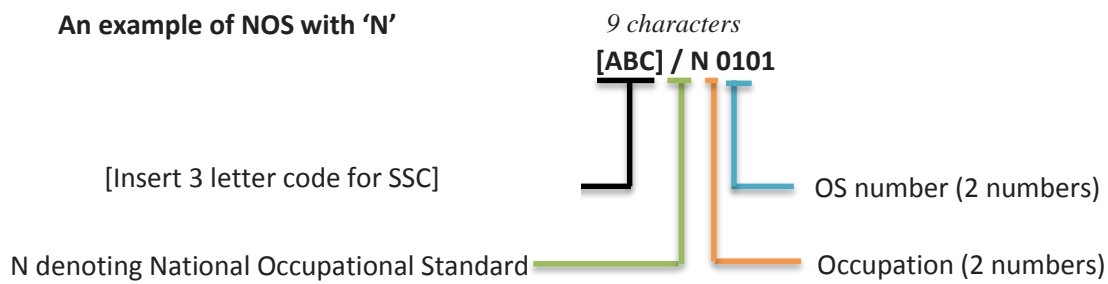 An example of NOS with ‘N’
9 characters
[ABC] / N 0101
[Insert 3 letter code for SSC]
OS number (2 numbers)
N denoting National Occupational Standard
Occupation (2 numbers)